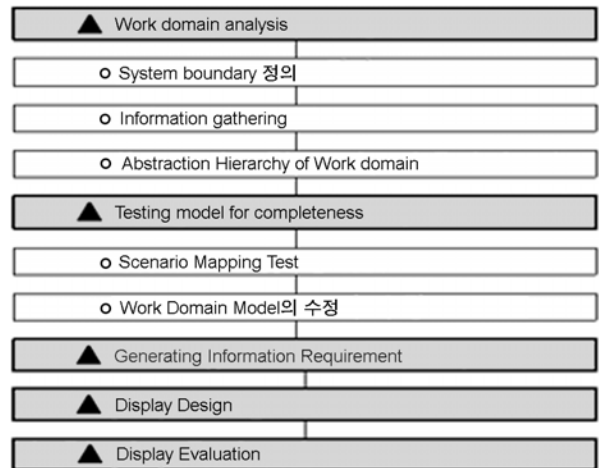 Work domain analysis
System boundary 정의
Information gathering
Abstraction Hierarchy of Work domain
Testing model for completeness
Scenario Mapping Test
Work Domain Model의 수정
Generating Information Requirement
Display Design
Display Evaluation